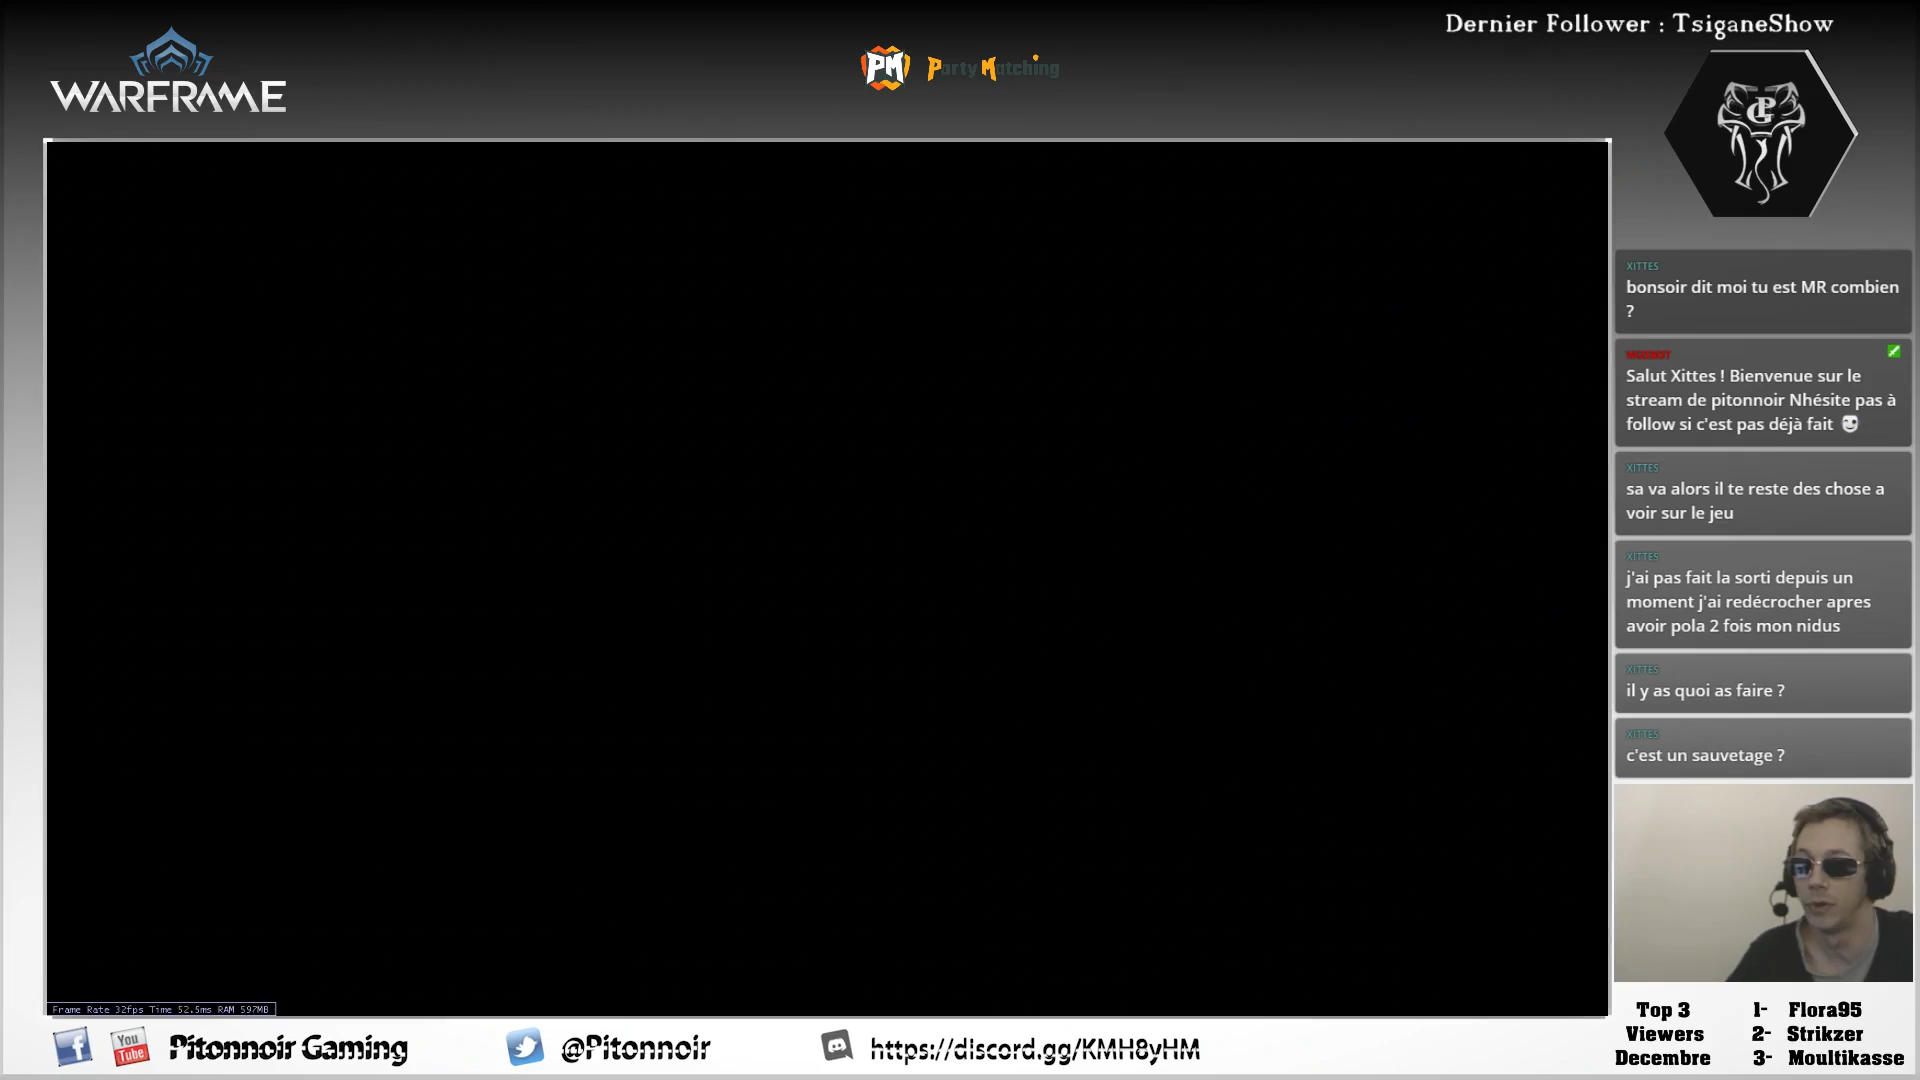 Dernier Follower : TsiganeShow
WARFRAME
PM Party Matching
GP
XITTES
bonsoir dit moi tu est MR combien
?
Salut Xittes ! Bienvenue sur le
stream de pitonnoir Nhésite pas à
follow si c'est pas déjà fait
XITTES
sa va alors il te reste des chose a
voir sur le jeu
XITTES
j'ai pas fait la sorti depuis un
moment j'ai redécrocher apres
avoir pola 2 fois mon nidus
XITTES
il y as quoi as faire ?
XITTES
c'est un sauvetage ?
Frame Rate 32fps Time 52.5ms RAM 597MB
f
You
Tube
Pitonnoir Gaming
@Pitonnoir
https://discord.gg/KMH8yHM
Top 3
Viewers
Decembre
1- Flora95
2- Strikzer
3- Moultikasse